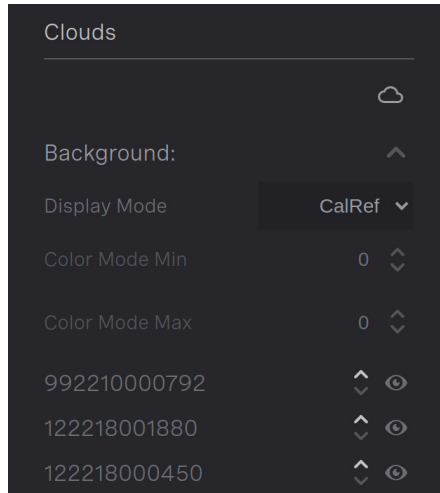 Clouds
Background:
Display Mode CalRef
Color Mode Min 0
Color Mode Max 0
992210000792
122218001880
122218000450